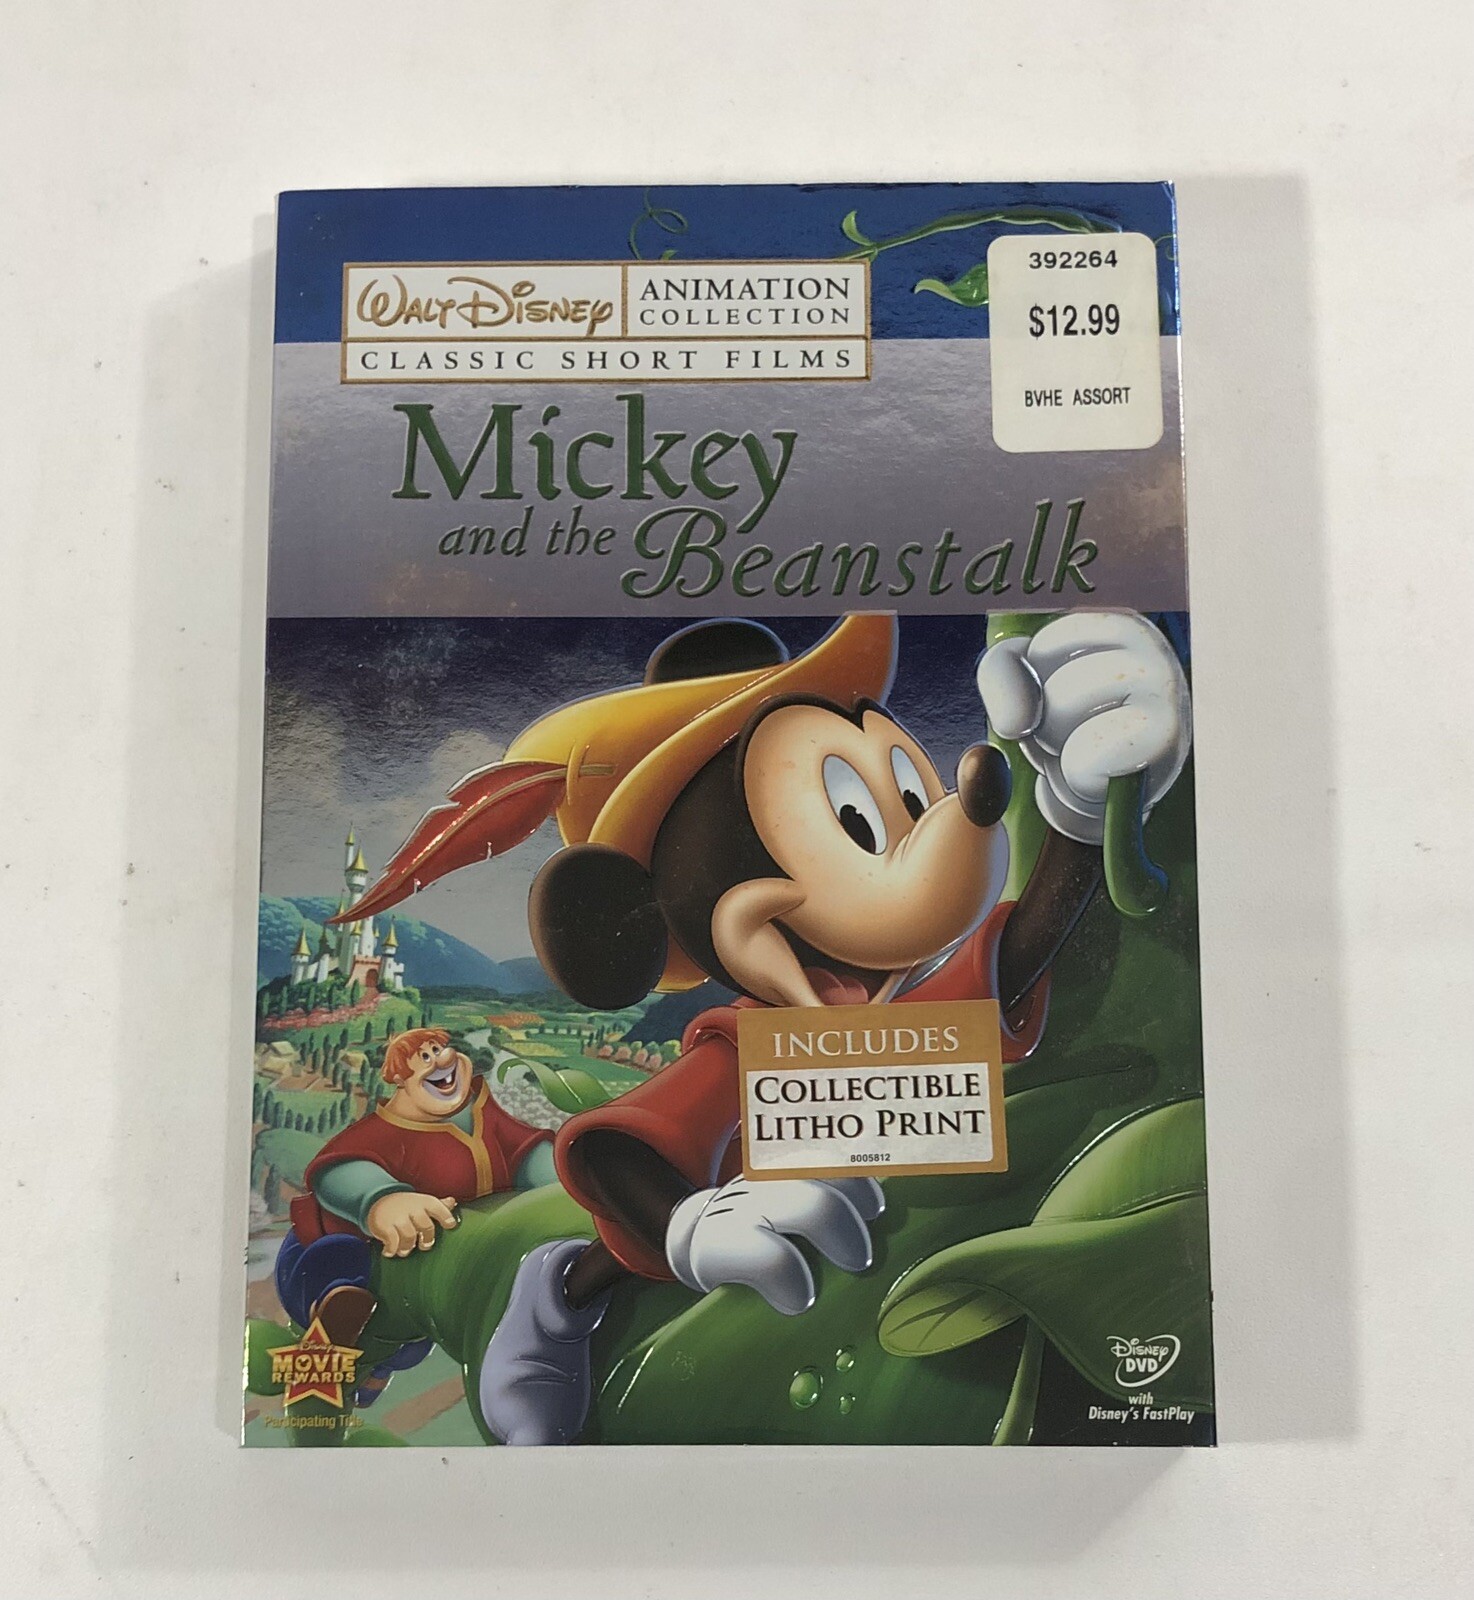 392264
$12.99
BVHE ASSORT
WALT DISNEY
ANIMATION
COLLECTION
CLASSIC SHORT FILMS
Mickey
and the Beanstalk
INCLUDES
COLLECTIBLE
LITHO PRINT
8005812
Disney
MOVIE
REWARDS
Participating Title
DISNEY
DVD
with
Disney's FastPlay